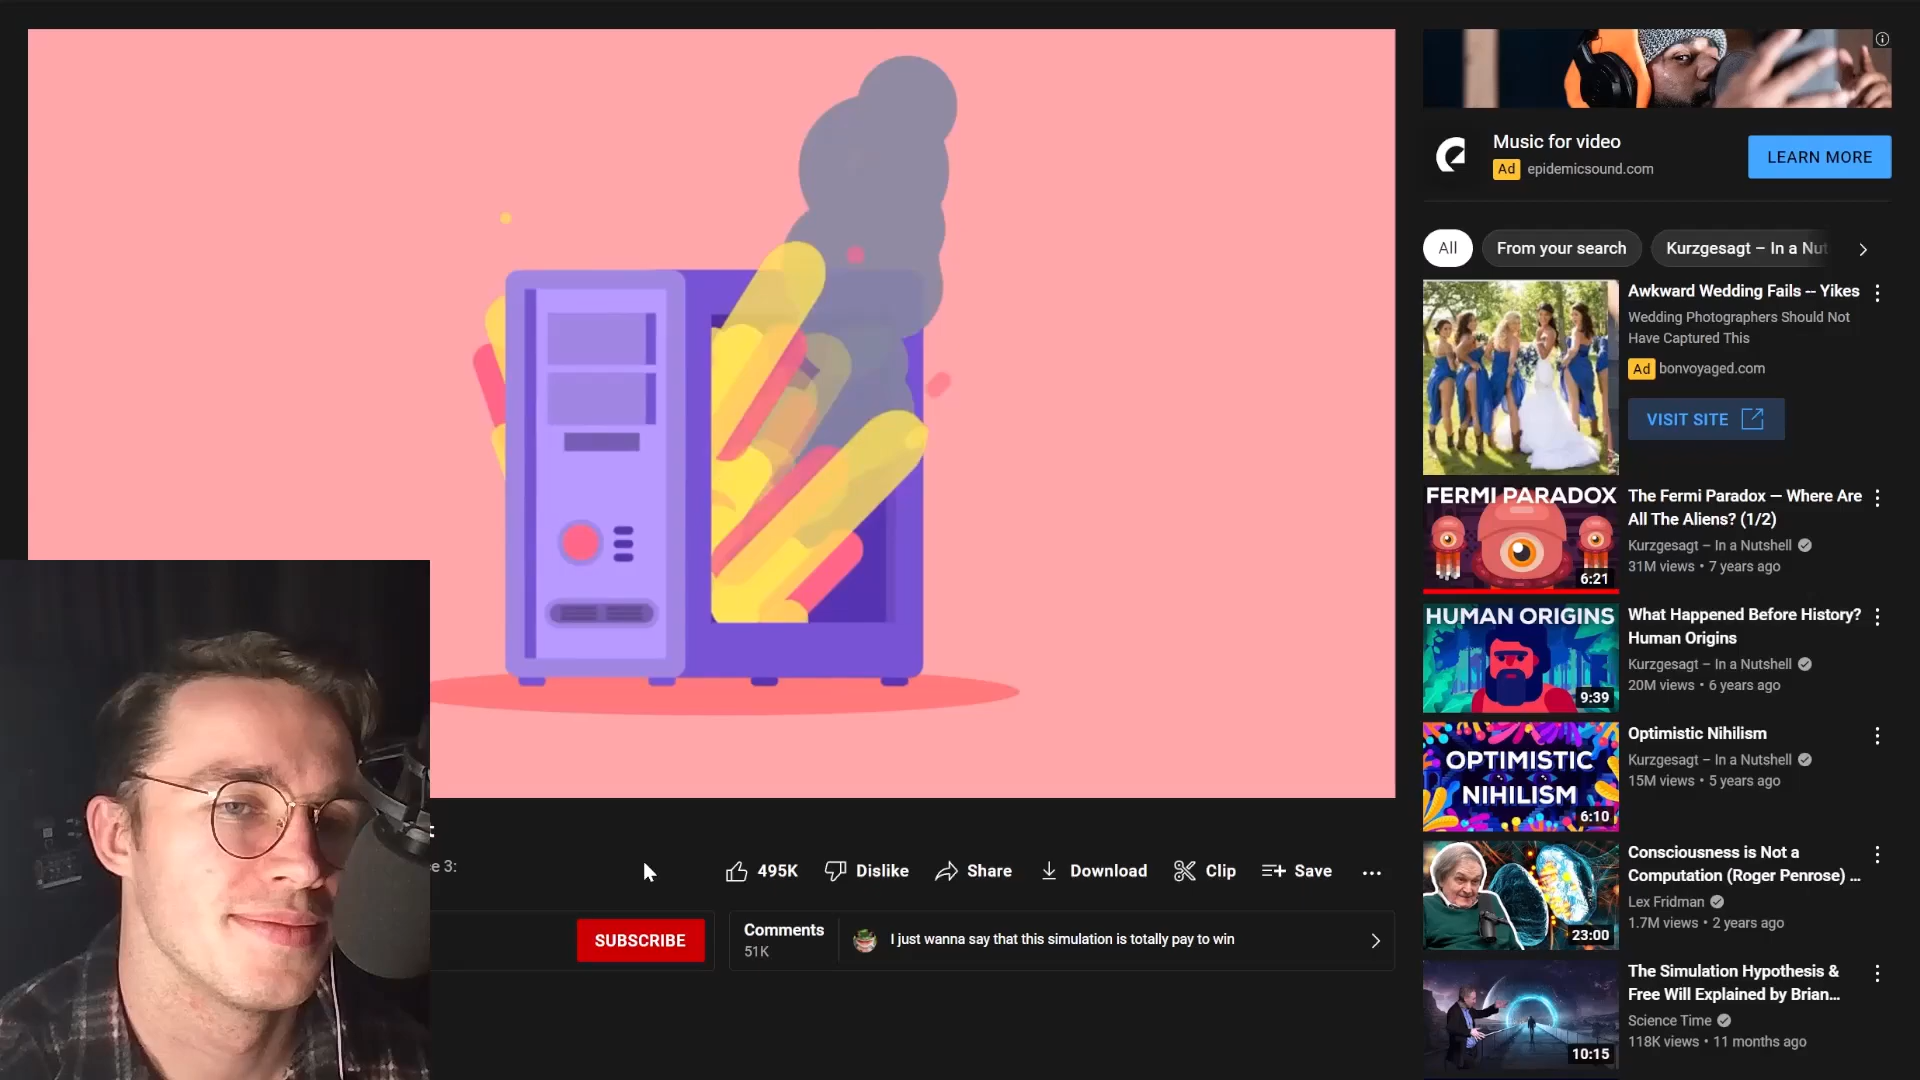 Music for video
Ad epidemicsound.com
LEARN MORE
All
From your search
Kurzgesagt – In a Nut
Awkward Wedding Fails -- Yikes
Wedding Photographers Should Not
Have Captured This
Ad bonvoyaged.com
VISIT SITE
FERMI PARADOX
6:21
The Fermi Paradox — Where Are
All The Aliens? (1/2)
Kurzgesagt – In a Nutshell
31M views • 7 years ago
HUMAN ORIGINS
9:39
What Happened Before History?
Human Origins
Kurzgesagt – In a Nutshell
20M views • 6 years ago
OPTIMISTIC
NIHILISM
6:10
Optimistic Nihilism
Kurzgesagt – In a Nutshell
15M views • 5 years ago
23:00
Consciousness is Not a
Computation (Roger Penrose) ...
Lex Fridman
1.7M views • 2 years ago
10:15
The Simulation Hypothesis &
Free Will Explained by Brian...
Science Time
118K views • 11 months ago
e 3:
495K
Dislike
Share
Download
Clip
Save
SUBSCRIBE
Comments
51K
I just wanna say that this simulation is totally pay to win